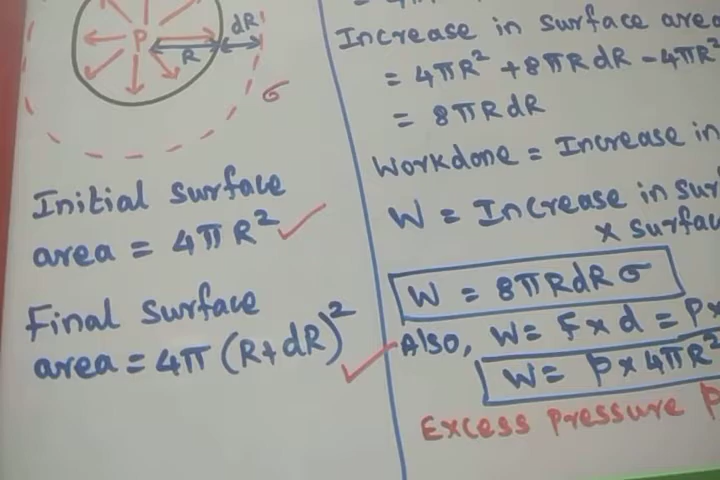 dR
P
R
σ
Initial surface
area = 4πR²
Final surface
area = 4π (R+dR)²
Increase in surface area
= 4πR² + 8πRdR - 4πR²
= 8πRdR
Workdone = Increase in
W = Increase in sur
x surfac
W = 8πRdRσ
Also, W = F x d = P x
W = P x 4πR²
Excess pressure P